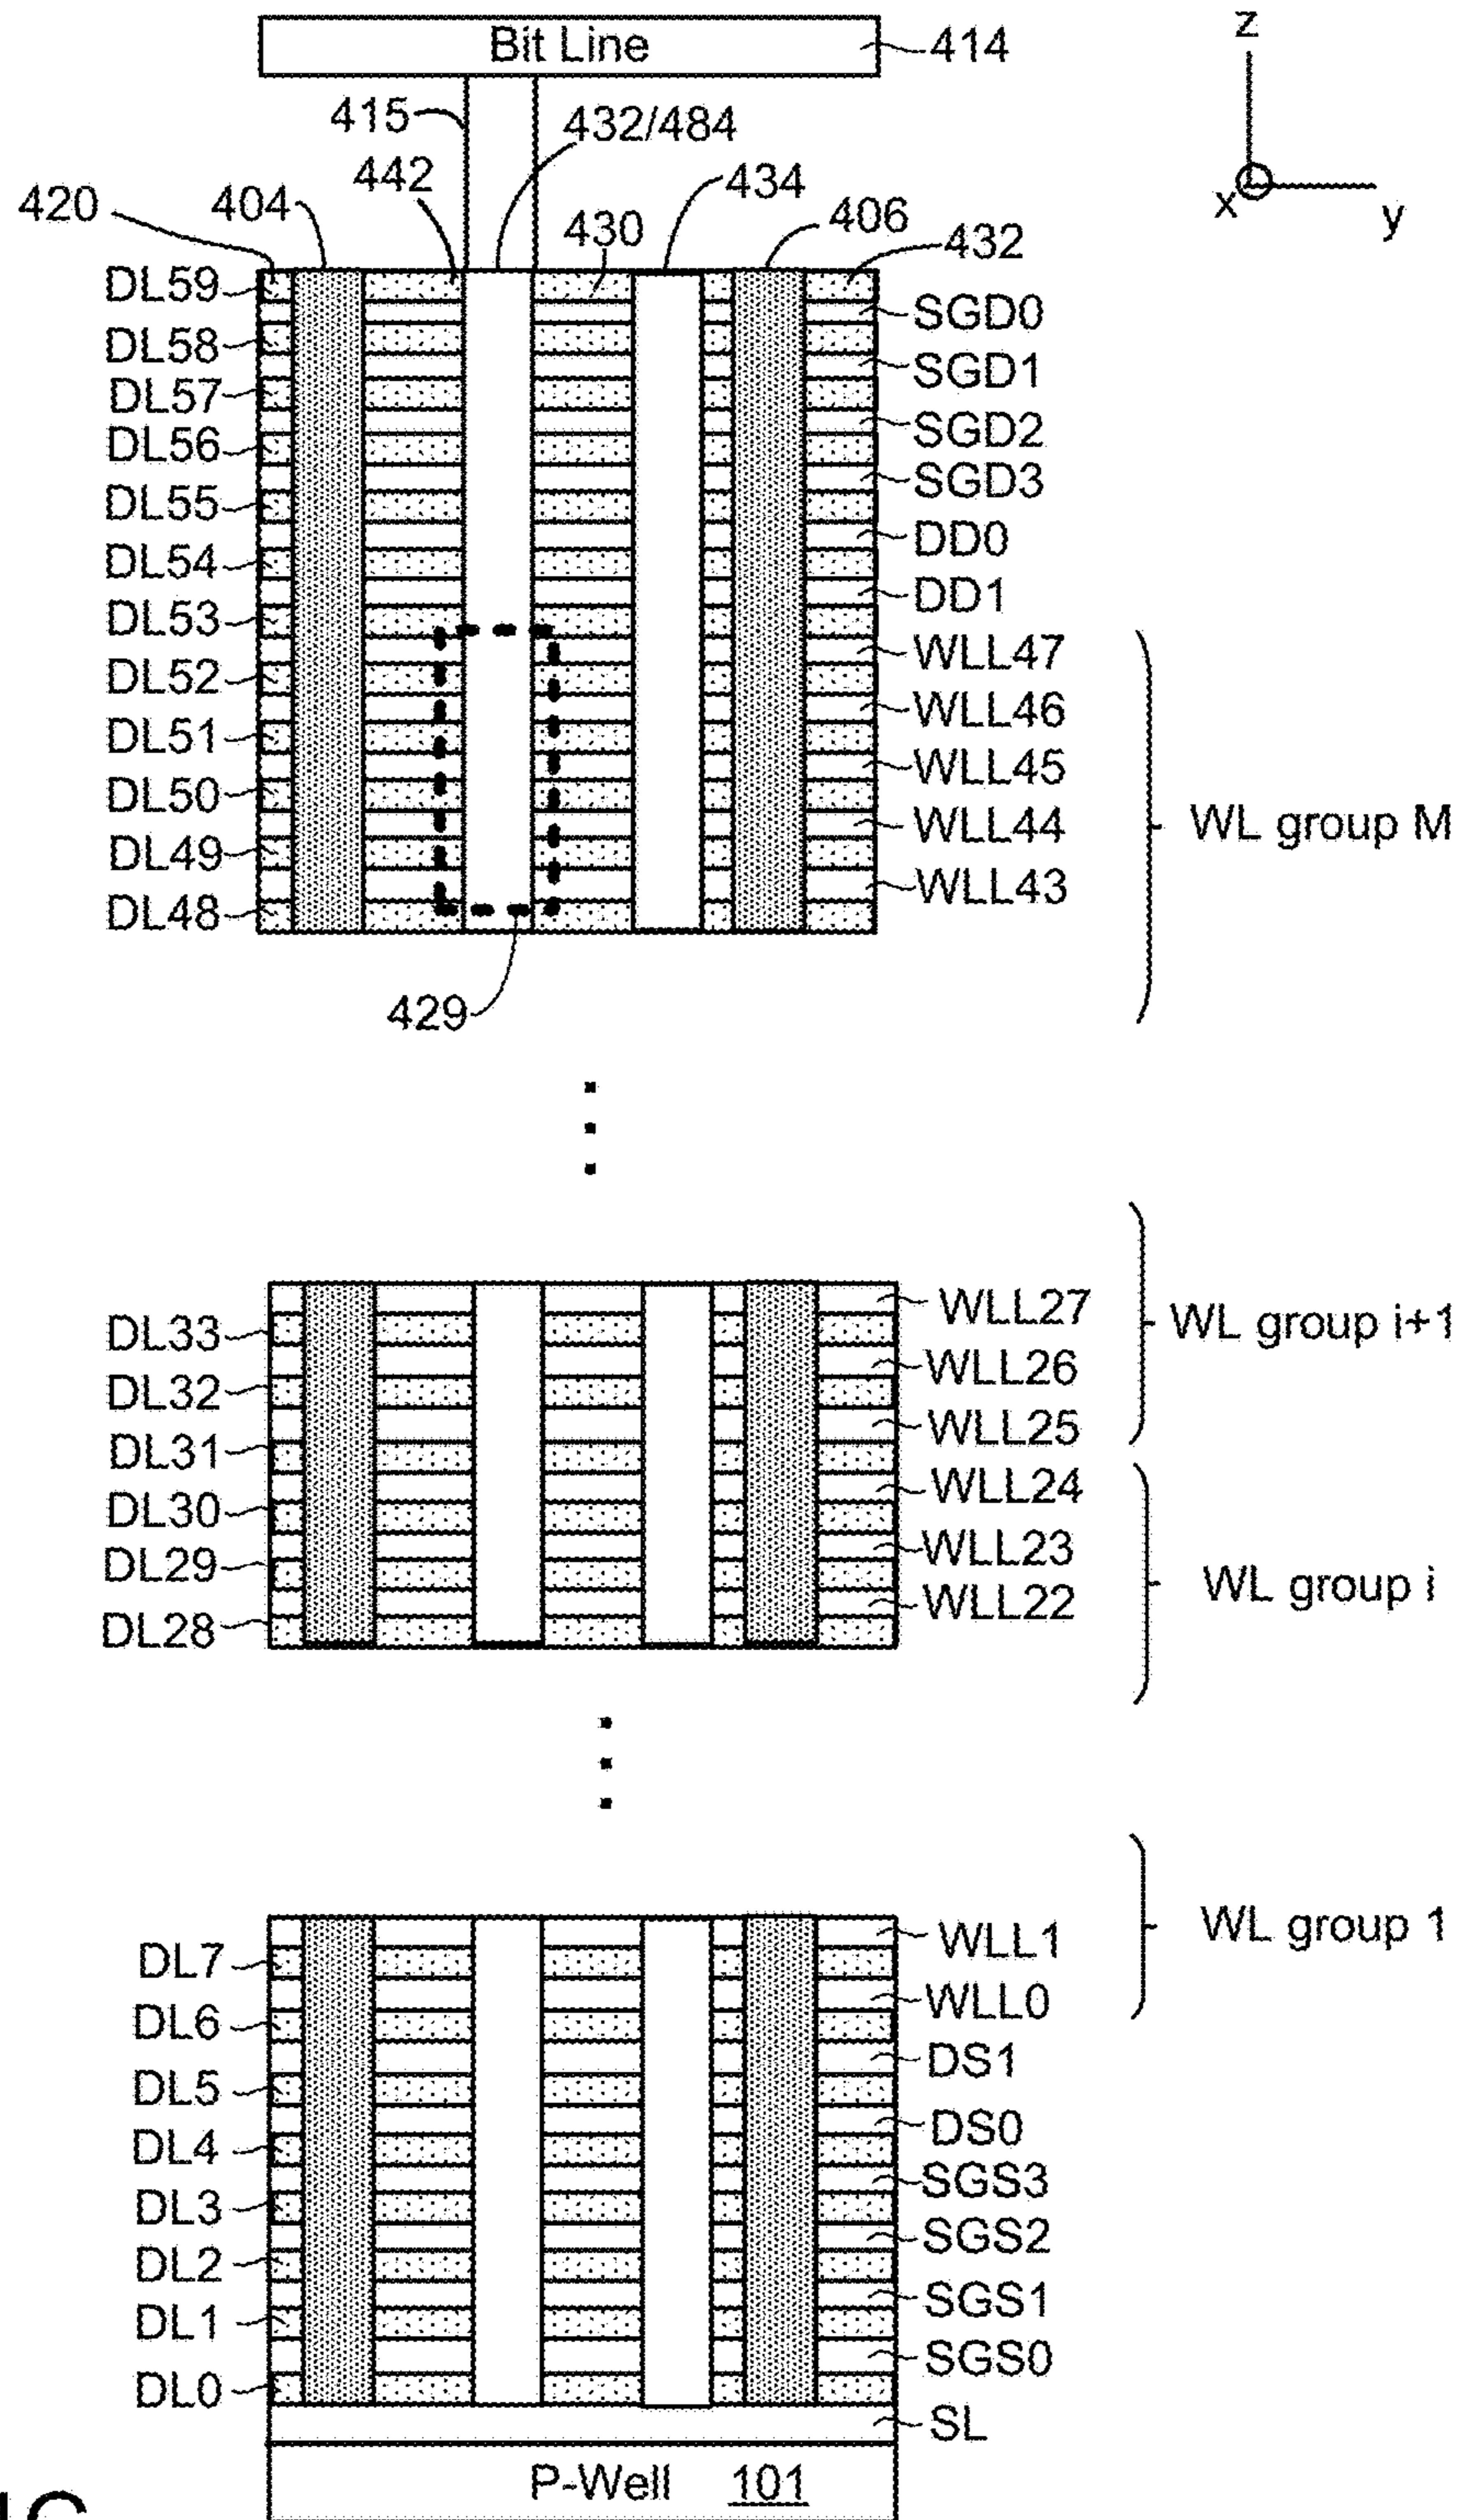 Bit Line
414
z
x
y
415
432/484
442
434
420
404
430
406
432
DL59
SGD0
DL58
SGD1
DL57
SGD2
DL56
SGD3
DL55
DD0
DL54
DD1
DL53
WLL47
DL52
WLL46
DL51
WLL45
DL50
WLL44
WL group M
DL49
WLL43
DL48
429
WLL27
DL33
WL group i+1
WLL26
DL32
WLL25
DL31
WLL24
DL30
WLL23
DL29
WL group i
WLL22
DL28
WLL1
WL group 1
DL7
WLL0
DL6
DS1
DL5
DS0
DL4
SGS3
DL3
SGS2
DL2
SGS1
DL1
SGS0
DL0
SL
P-Well 101